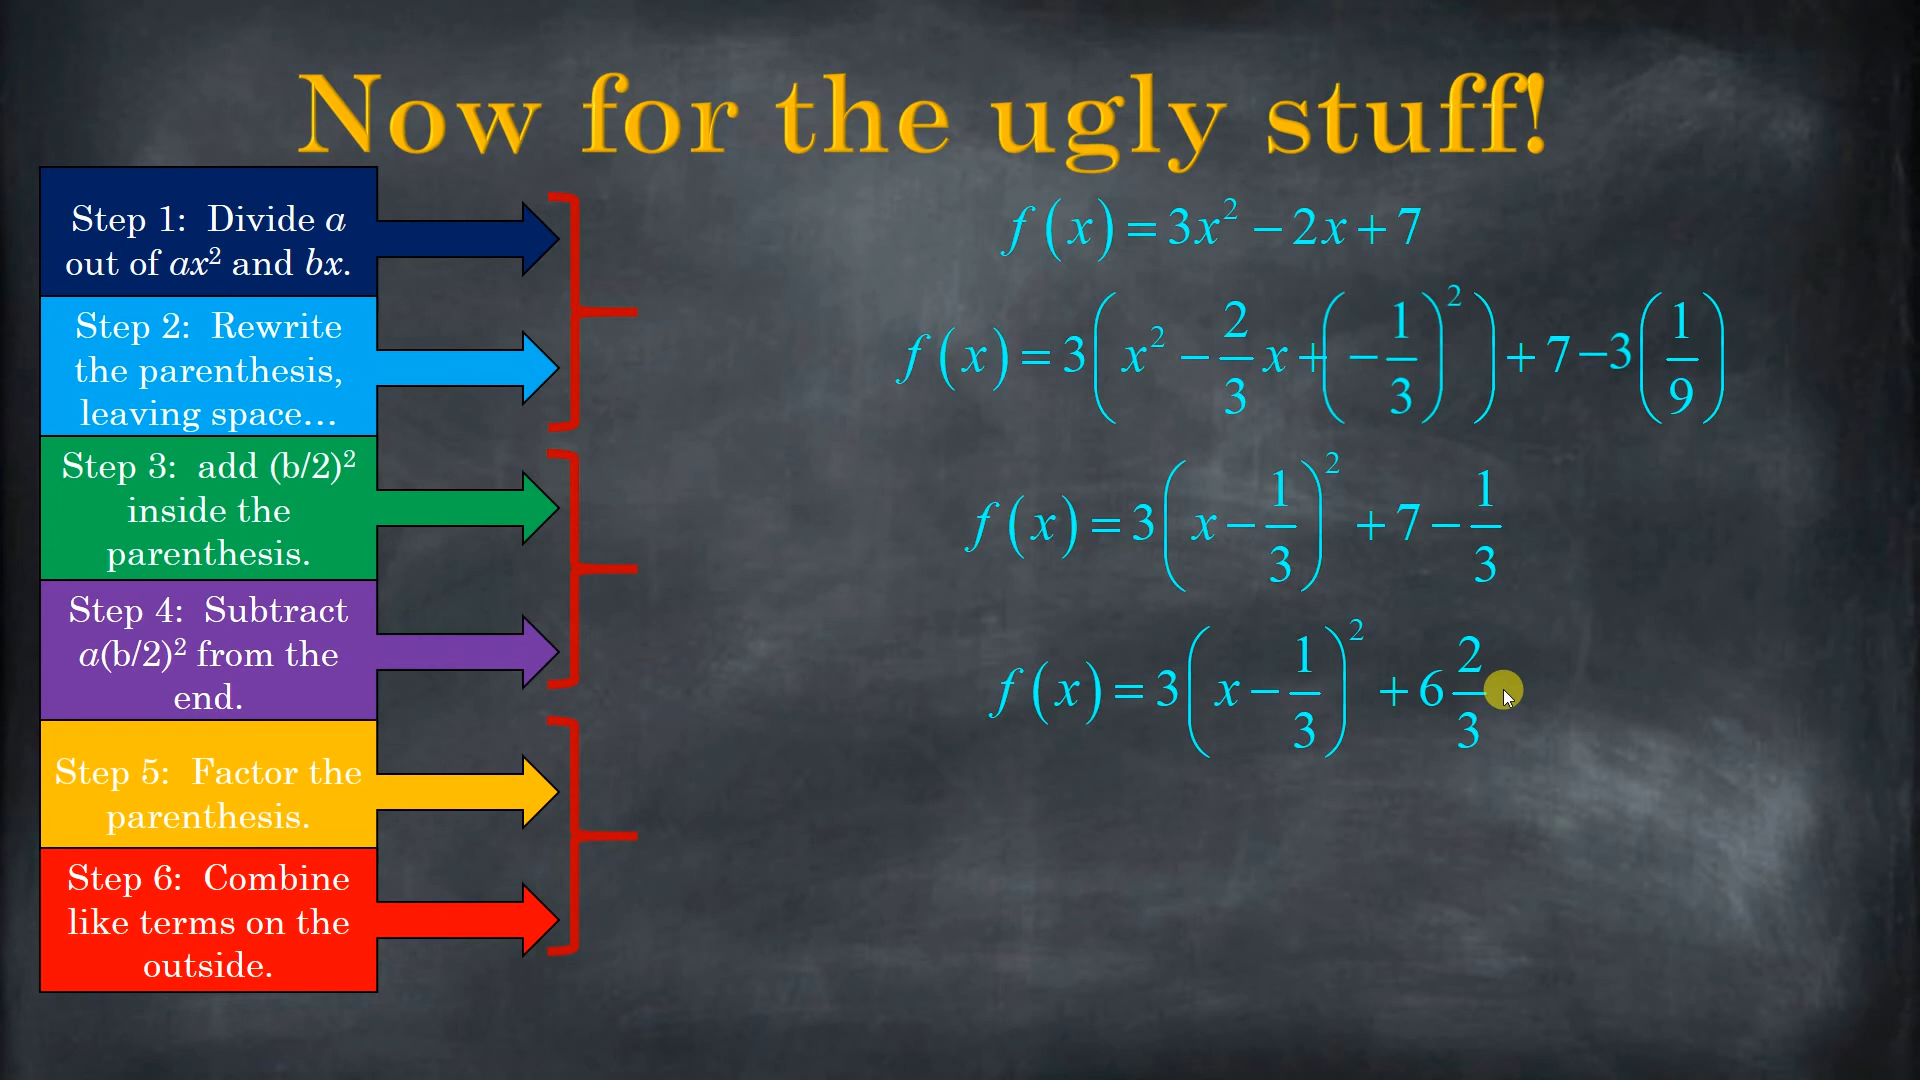 Now for the ugly stuff!
Step 1: Divide a
out of ax² and bx.
Step 2: Rewrite
the parenthesis,
leaving space…
Step 3: add (b/2)²
inside the
parenthesis.
Step 4: Subtract
a(b/2)² from the
end.
Step 5: Factor the
parenthesis.
Step 6: Combine
like terms on the
outside.
f(x) = 3x² − 2x + 7
f(x) = 3(x² − 2/3 x + (− 1/3)²) + 7 − 3(1/9)
f(x) = 3(x − 1/3)² + 7 − 1/3
f(x) = 3(x − 1/3)² + 6 2/3